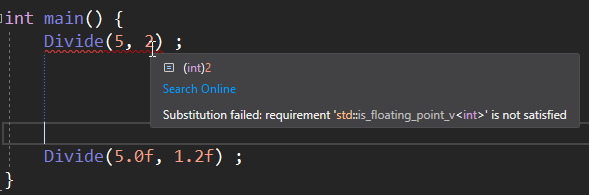 int main() {
Divide(5, 2) ;
(int)2
Search Online
Substitution failed: requirement 'std::is_floating_point_v<int>' is not satisfied
Divide(5.0f, 1.2f) ;
}